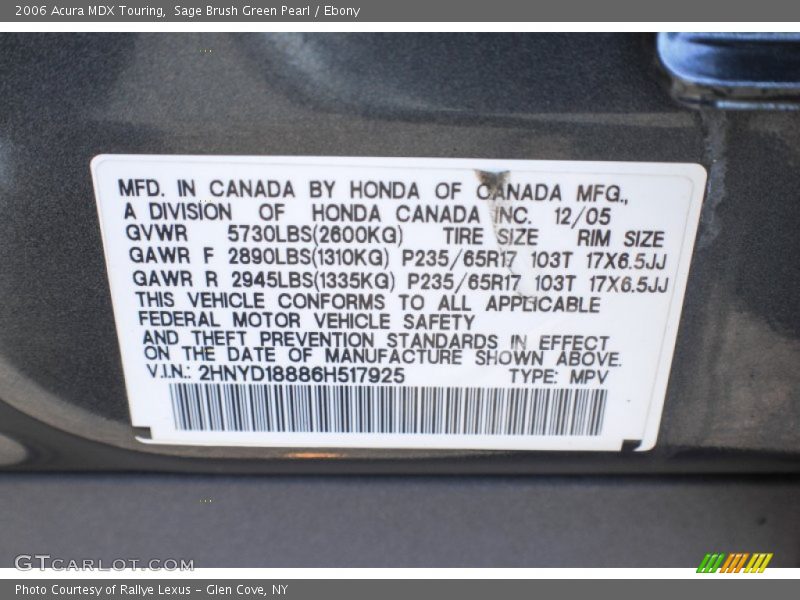 2006 Acura MDX Touring,  Sage Brush Green Pearl / Ebony
MFD. IN CANADA BY HONDA OF CANADA MFG.,
A DIVISION OF HONDA CANADA INC. 12/05
GVWR 5730LBS(2600KG) TIRE SIZE RIM SIZE
GAWR F 2890LBS(1310KG) P235/65R17 103T 17X6.5JJ
GAWR R 2945LBS(1335KG) P235/65R17 103T 17X6.5JJ
THIS VEHICLE CONFORMS TO ALL APPLICABLE
FEDERAL MOTOR VEHICLE SAFETY
AND THEFT PREVENTION STANDARDS IN EFFECT
ON THE DATE OF MANUFACTURE SHOWN ABOVE.
V.I.N.: 2HNYD18886H517925 TYPE: MPV
GTCARLOT.COM
Photo Courtesy of Rallye Lexus - Glen Cove, NY